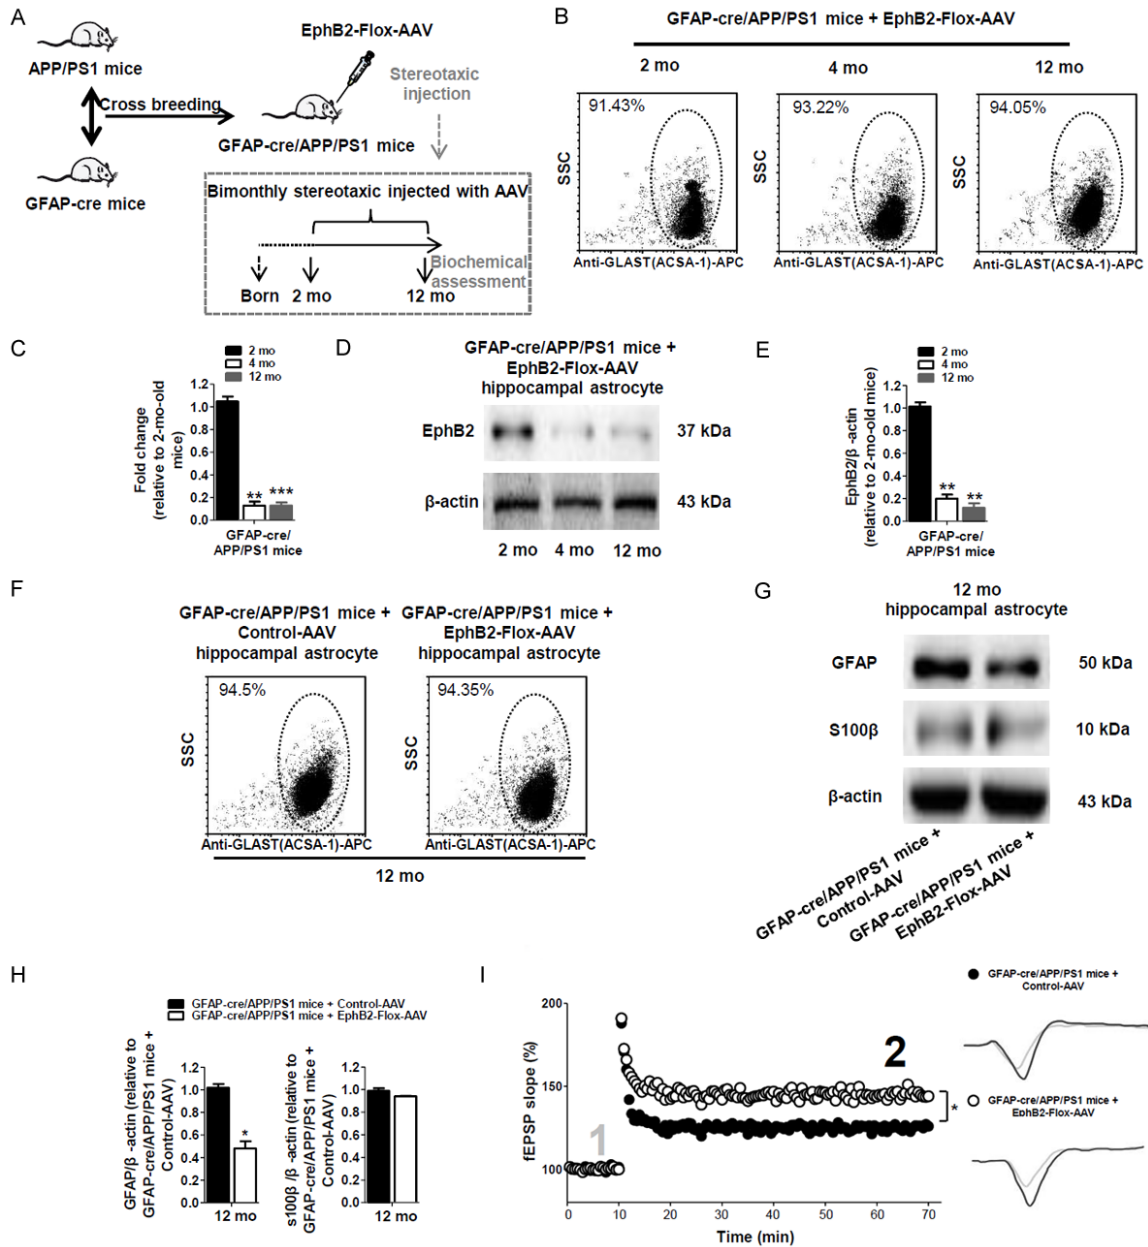 A
APP/PS1 mice
Cross breeding
GFAP-cre mice
EphB2-Flox-AAV
Stereotaxic
injection
GFAP-cre/APP/PS1 mice
Bimonthly stereotaxic injected with AAV
Biochemical
assessment
Born
2 mo
12 mo
B
GFAP-cre/APP/PS1 mice + EphB2-Flox-AAV
2 mo
4 mo
12 mo
91.43%
93.22%
94.05%
SSC
SSC
SSC
Anti-GLAST(ACSA-1)-APC
Anti-GLAST(ACSA-1)-APC
Anti-GLAST(ACSA-1)-APC
C
2 mo
4 mo
12 mo
Fold change
(relative to 2-mo-old
mice)
1.2
1.0
0.8
0.6
0.4
0.2
0.0
**
***
GFAP-cre/
APP/PS1 mice
D
GFAP-cre/APP/PS1 mice +
EphB2-Flox-AAV
hippocampal astrocyte
EphB2
37 kDa
β-actin
43 kDa
2 mo
4 mo
12 mo
E
2 mo
4 mo
12 mo
EphB2/β -actin
(relative to 2-mo-old mice)
1.2
1.0
0.8
0.6
0.4
0.2
0.0
**
**
GFAP-cre/
APP/PS1 mice
F
GFAP-cre/APP/PS1 mice +
Control-AAV
hippocampal astrocyte
GFAP-cre/APP/PS1 mice +
EphB2-Flox-AAV
hippocampal astrocyte
94.5%
94.35%
SSC
SSC
Anti-GLAST(ACSA-1)-APC
Anti-GLAST(ACSA-1)-APC
12 mo
G
12 mo
hippocampal astrocyte
GFAP
50 kDa
S100β
10 kDa
β-actin
43 kDa
GFAP-cre/APP/PS1 mice +
Control-AAV
GFAP-cre/APP/PS1 mice +
EphB2-Flox-AAV
H
GFAP-cre/APP/PS1 mice + Control-AAV
GFAP-cre/APP/PS1 mice + EphB2-Flox-AAV
GFAP/β -actin (relative to
GFAP-cre/APP/PS1 mice +
Control-AAV)
1.2
1.0
0.8
0.6
0.4
0.2
0.0
*
12 mo
s100β /β -actin (relative to
GFAP-cre/APP/PS1 mice +
Control-AAV)
1.2
1.0
0.8
0.6
0.4
0.2
0.0
12 mo
I
fEPSP slope (%)
200
150
100
1
2
*
0
10
20
30
40
50
60
70
Time (min)
GFAP-cre/APP/PS1 mice +
Control-AAV
GFAP-cre/APP/PS1 mice +
EphB2-Flox-AAV